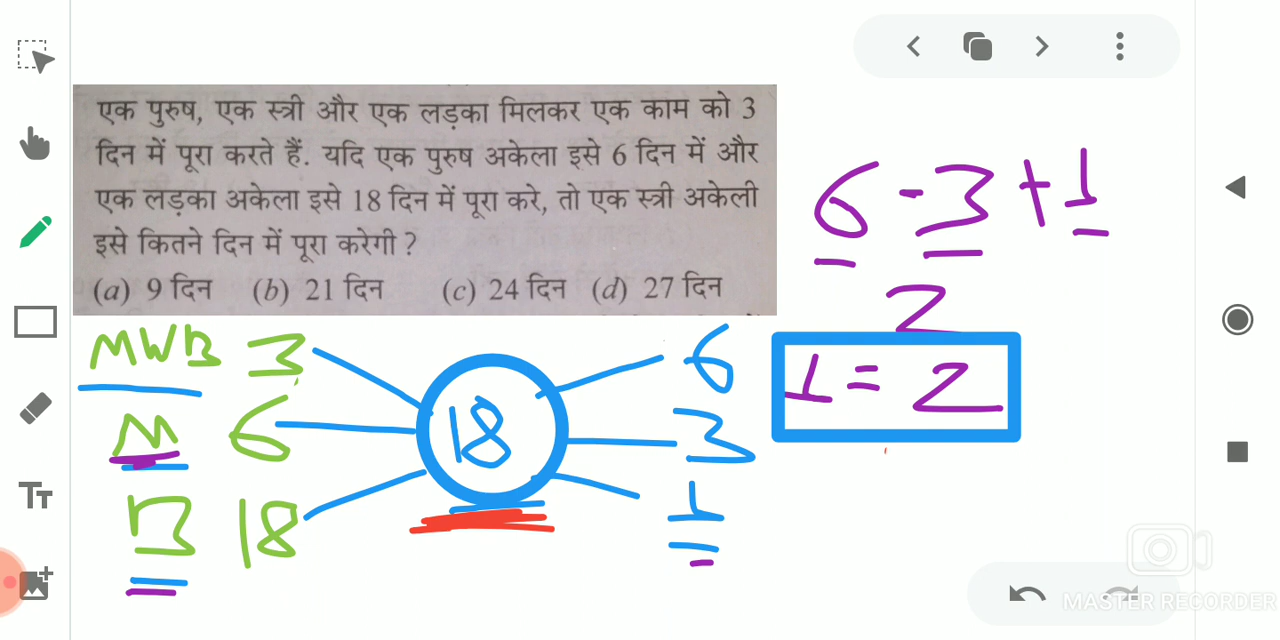 एक पुरुष, एक स्त्री और एक लड़का मिलकर एक काम को 3
दिन में पूरा करते हैं. यदि एक पुरुष अकेला इसे 6 दिन में और
एक लड़का अकेला इसे 18 दिन में पूरा करे, तो एक स्त्री अकेली
इसे कितने दिन में पूरा करेगी ?
(a) 9 दिन (b) 21 दिन (c) 24 दिन (d) 27 दिन
6 - 3 + 1
2
1 = 2
MWB 3
M 6
B 18
18
6
3
1
Tт
MASTER RECORDER